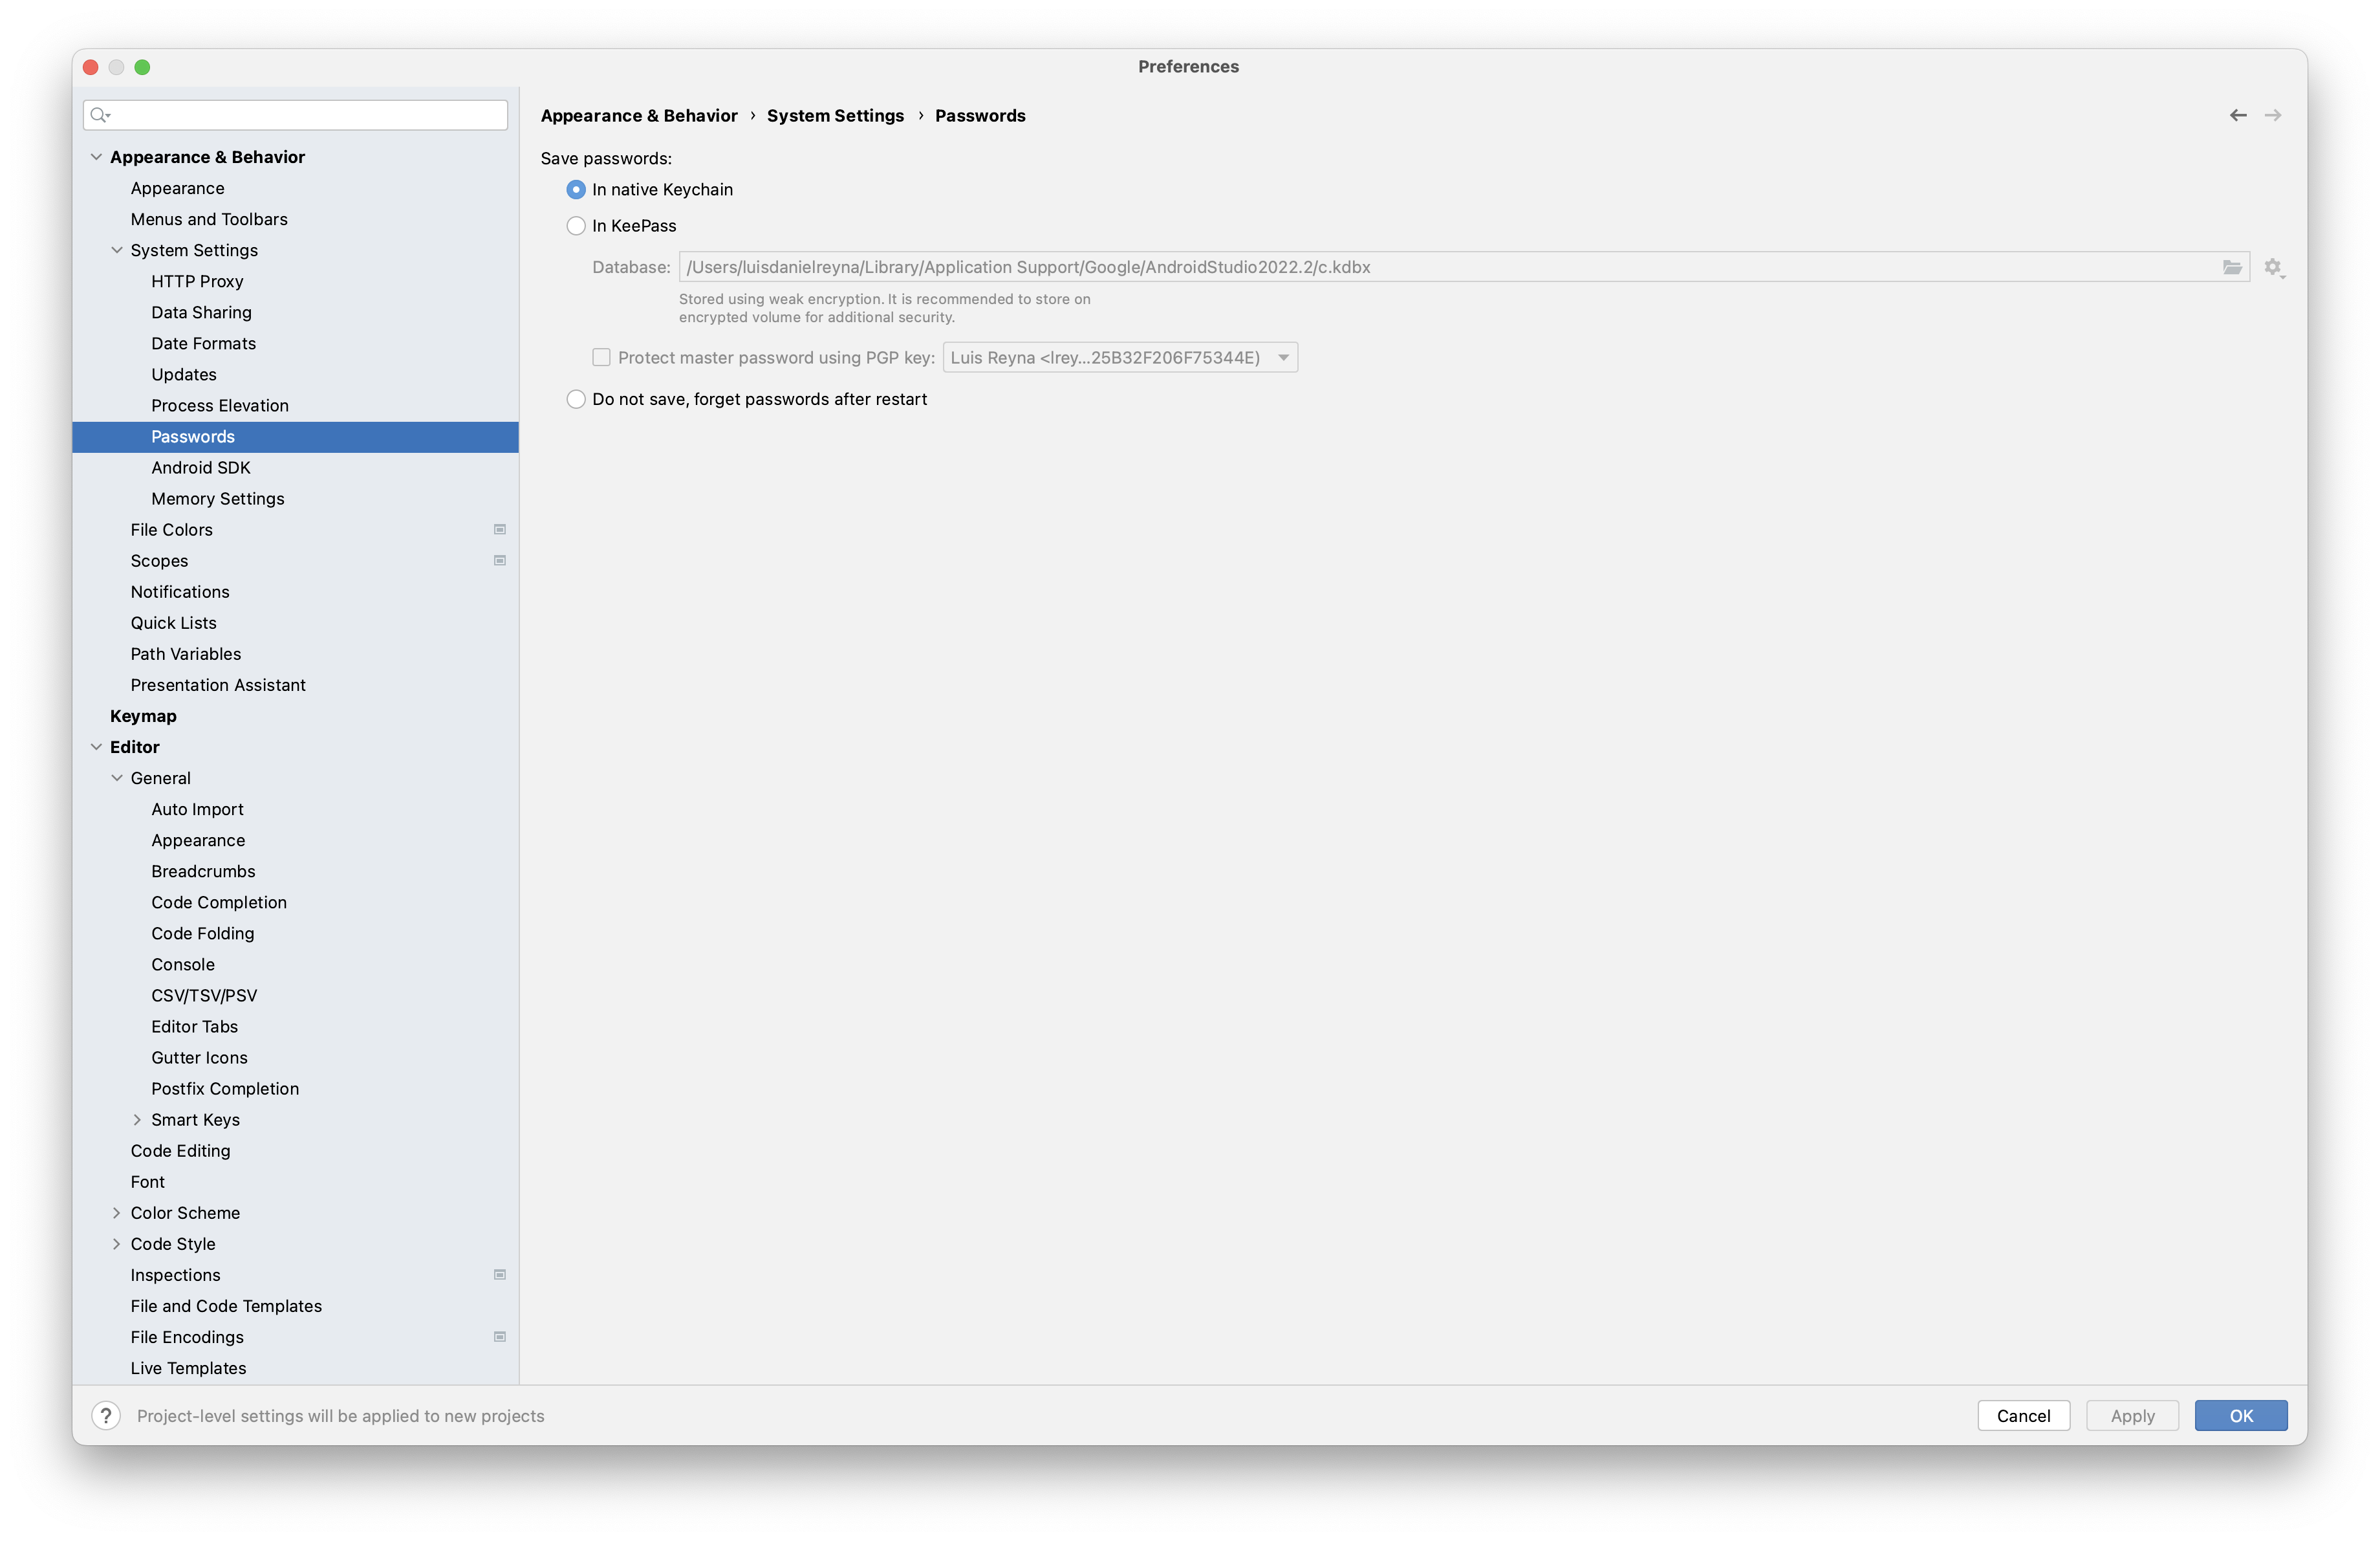 Preferences
Appearance & Behavior
Appearance
Menus and Toolbars
System Settings
HTTP Proxy
Data Sharing
Date Formats
Updates
Process Elevation
Passwords
Android SDK
Memory Settings
File Colors
Scopes
Notifications
Quick Lists
Path Variables
Presentation Assistant
Keymap
Editor
General
Auto Import
Appearance
Breadcrumbs
Code Completion
Code Folding
Console
CSV/TSV/PSV
Editor Tabs
Gutter Icons
Postfix Completion
Smart Keys
Code Editing
Font
Color Scheme
Code Style
Inspections
File and Code Templates
File Encodings
Live Templates
Appearance & Behavior › System Settings › Passwords
Save passwords:
In native Keychain
In KeePass
Database: /Users/luisdanielreyna/Library/Application Support/Google/AndroidStudio2022.2/c.kdbx
Stored using weak encryption. It is recommended to store on
encrypted volume for additional security.
Protect master password using PGP key: Luis Reyna <lrey...25B32F206F75344E)
Do not save, forget passwords after restart
? Project-level settings will be applied to new projects
Cancel Apply OK